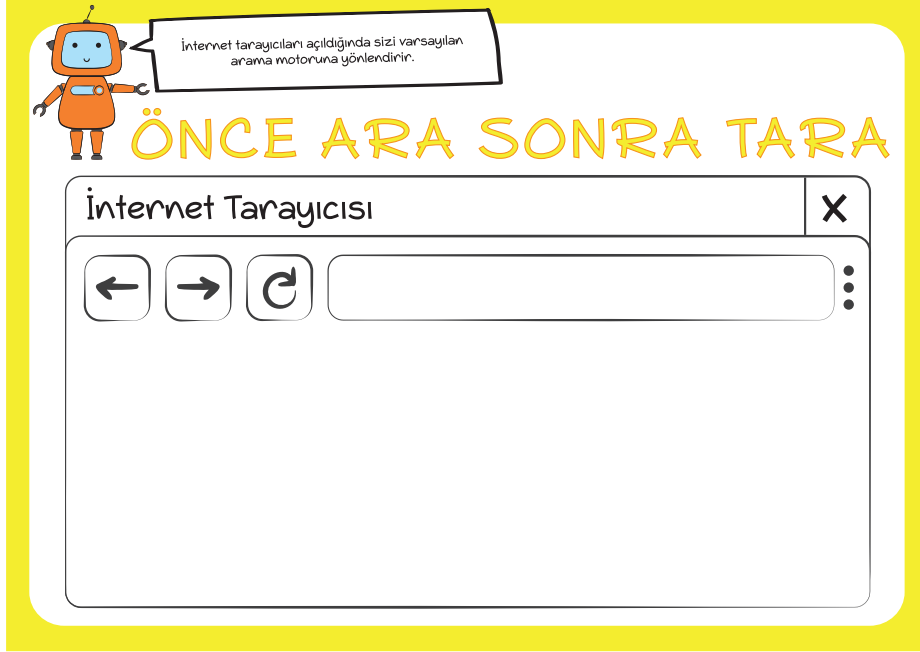 İnternet tarayıcıları açıldığında sizi varsayılan
arama motoruna yönlendirir.
ÖNCE ARA SONRA TARA
İnternet Tarayıcısı
X